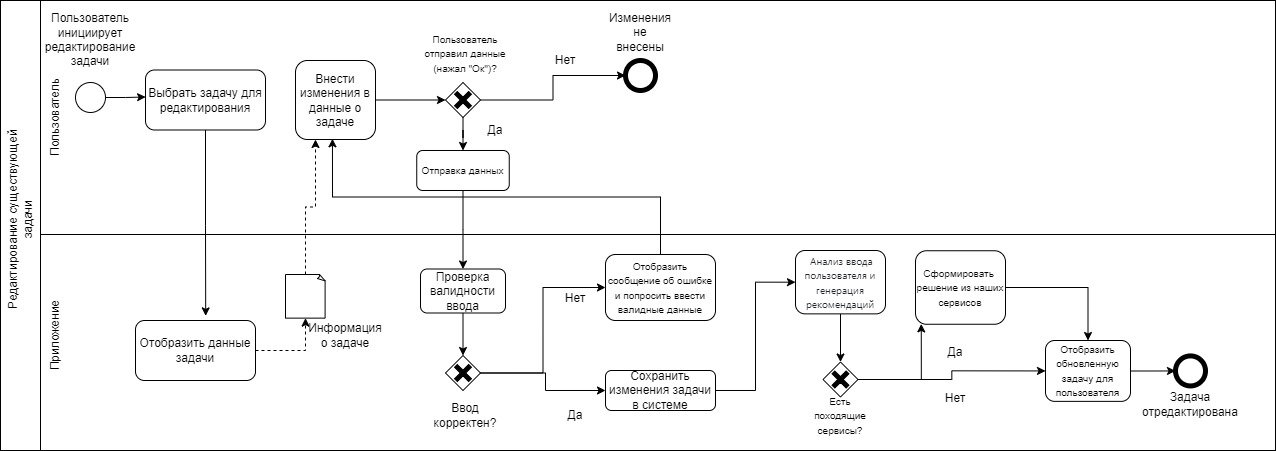 Редактирование существующей
задачи
Пользователь
Пользователь
инициирует
редактирование
задачи
Выбрать задачу для
редактирования
Внести
изменения в
данные о
задаче
Пользователь
отправил данные
(нажал "Ок")?
Нет
Изменения
не
внесены
Да
Отправка данных
Приложение
Отобразить данные
задачи
Информация
о задаче
Проверка
валидности
ввода
Ввод
корректен?
Нет
Отобразить
сообщение об ошибке
и попросить ввести
валидные данные
Да
Сохранить
изменения задачи
в системе
Анализ ввода
пользователя и
генерация
рекомендаций
Есть
походящие
сервисы?
Да
Сформировать
решение из наших
сервисов
Нет
Отобразить
обновленную
задачу для
пользователя
Задача
отредактирована